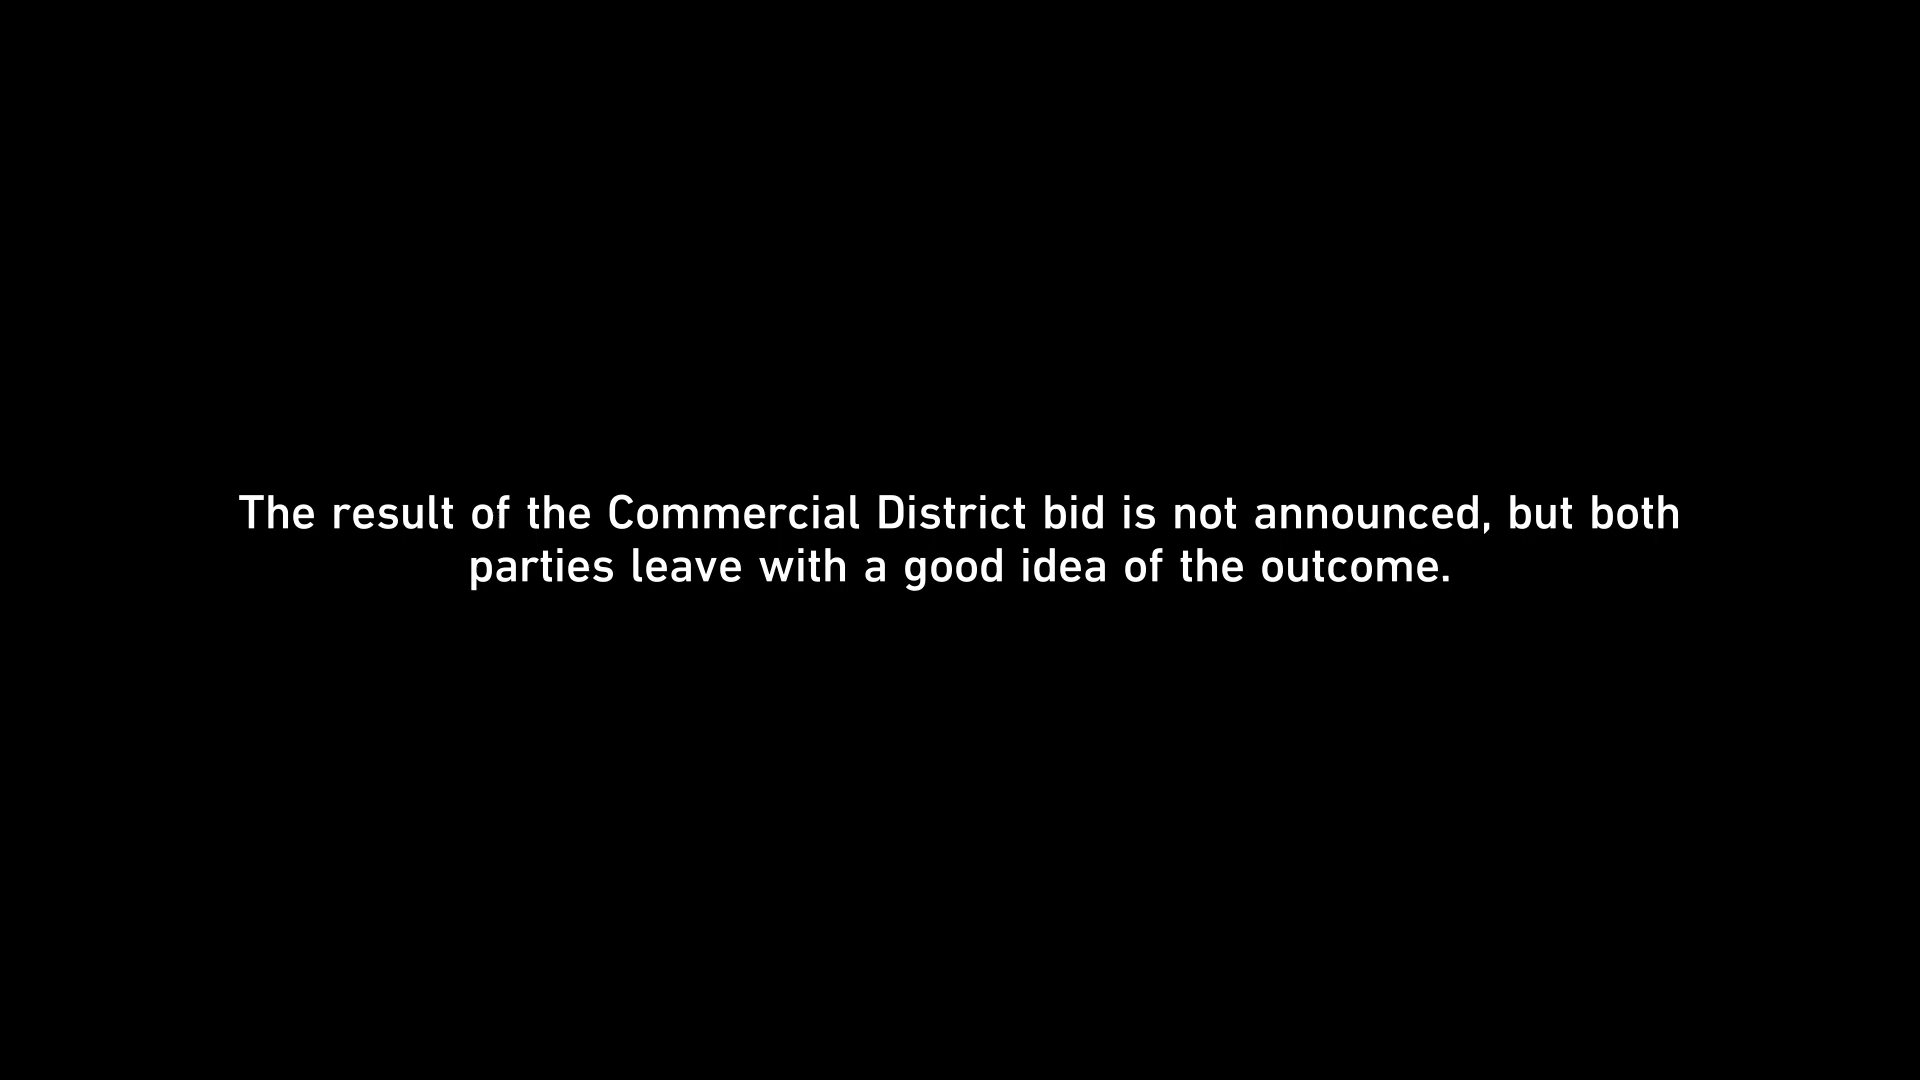 The result of the Commercial District bid is not announced, but both
parties leave with a good idea of the outcome.